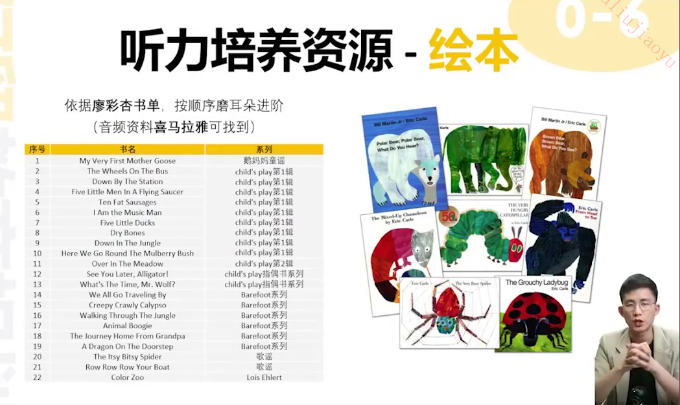 0-6
liujiaoyu
听力培养资源 - 绘本
依据廖彩杏书单，按顺序磨耳朵进阶
（音频资料喜马拉雅可找到）
序号 书名 系列
1 My Very First Mother Goose 鹅妈妈童谣
2 The Wheels On The Bus child's play第1辑
3 Down By The Station child's play第1辑
4 Five Little Men In A Flying Saucer child's play第1辑
5 Ten Fat Sausages child's play第1辑
6 I Am the Music Man child's play第1辑
7 Five Little Ducks child's play第1辑
8 Dry Bones child's play第1辑
9 Down In The Jungle child's play第1辑
10 Here We Go Round The Mulberry Bush child's play第1辑
11 Over In The Meadow child's play第2辑
12 See You Later, Alligator! child's play指偶书系列
13 What's The Time, Mr. Wolf? child's play指偶书系列
14 We All Go Traveling By Barefoot系列
15 Creepy Crawly Calypso Barefoot系列
16 Walking Through The Jungle Barefoot系列
17 Animal Boogie Barefoot系列
18 The Journey Home From Grandpa Barefoot系列
19 A Dragon On The Doorstep Barefoot系列
20 The Itsy Bitsy Spider 歌谣
21 Row Row Row Your Boat 歌谣
22 Color Zoo Lois Ehlert
Bill Martin Jr / Eric Carle
Polar Bear, Polar Bear,
What Do You Hear?
Bill Martin Jr / Eric Carle
Brown Bear,
Brown Bear,
What Do You See?
The Mixed-Up Chameleon
by Eric Carle
THE VERY
HUNGRY
CATERPILLAR
Eric Carle
From Head
to Toe
Eric Carle
The Very Busy Spider
The Grouchy Ladybug
Eric Carle